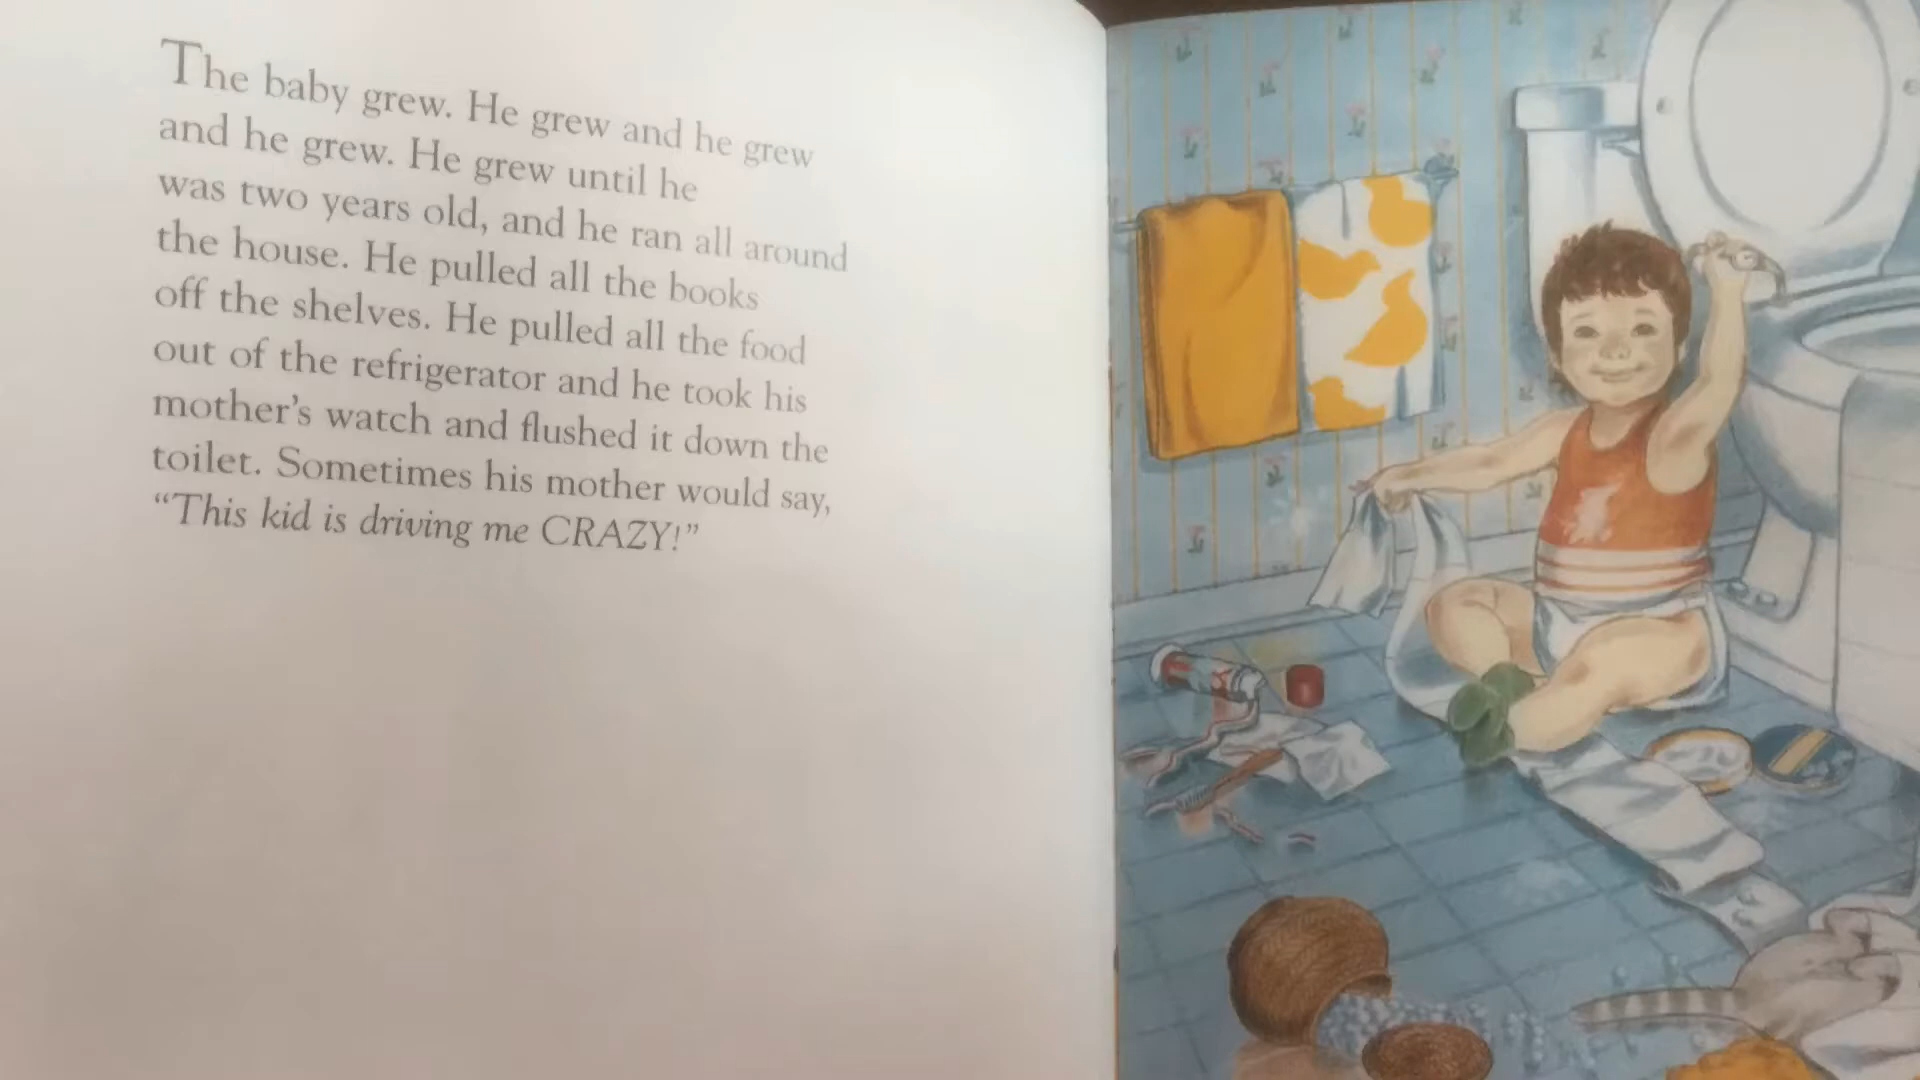 The baby grew. He grew and he grew
and he grew. He grew until he
was two years old, and he ran all around
the house. He pulled all the books
off the shelves. He pulled all the food
out of the refrigerator and he took his
mother's watch and flushed it down the
toilet. Sometimes his mother would say,
“This kid is driving me CRAZY!”